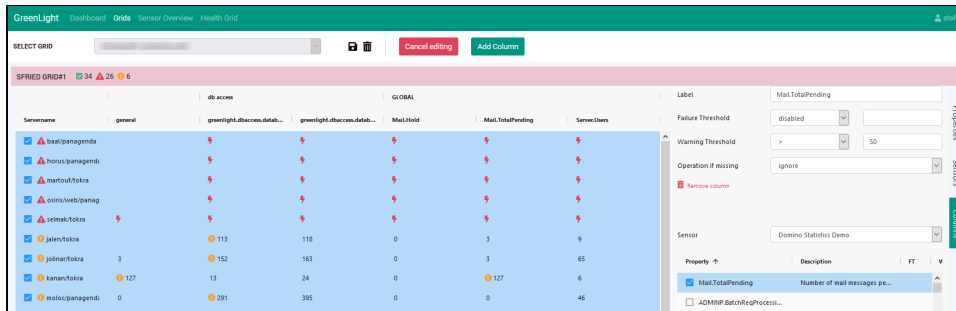 GreenLight Dashboard Grids Sensor Overview Health Grid
SELECT GRID Cancel editing Add Column
SFRIED GRID#1 34 26 6
db access GLOBAL
Servername general greenlight.dbaccess.datab... greenlight.dbaccess.datab... Mail.Hold Mail.TotalPending Server.Users
baal/panagenda
horus/panagenda
martouf/tokra
osiris/web/panag
selmak/tokra
jalen/tokra 113 118 0 3 9
jolinar/tokra 3 152 163 0 3 65
kanan/tokra 127 13 24 0 127 6
moloc/panagenda 0 291 395 0 0 46
Label Mail.TotalPending
Failure Threshold disabled
Warning Threshold > 50
Operation if missing ignore
Remove column
Sensor Domino Statistics Demo
Property Description FT V
Mail.TotalPending Number of mail messages pe...
ADMINP.BatchReqProcessi...
Sensors